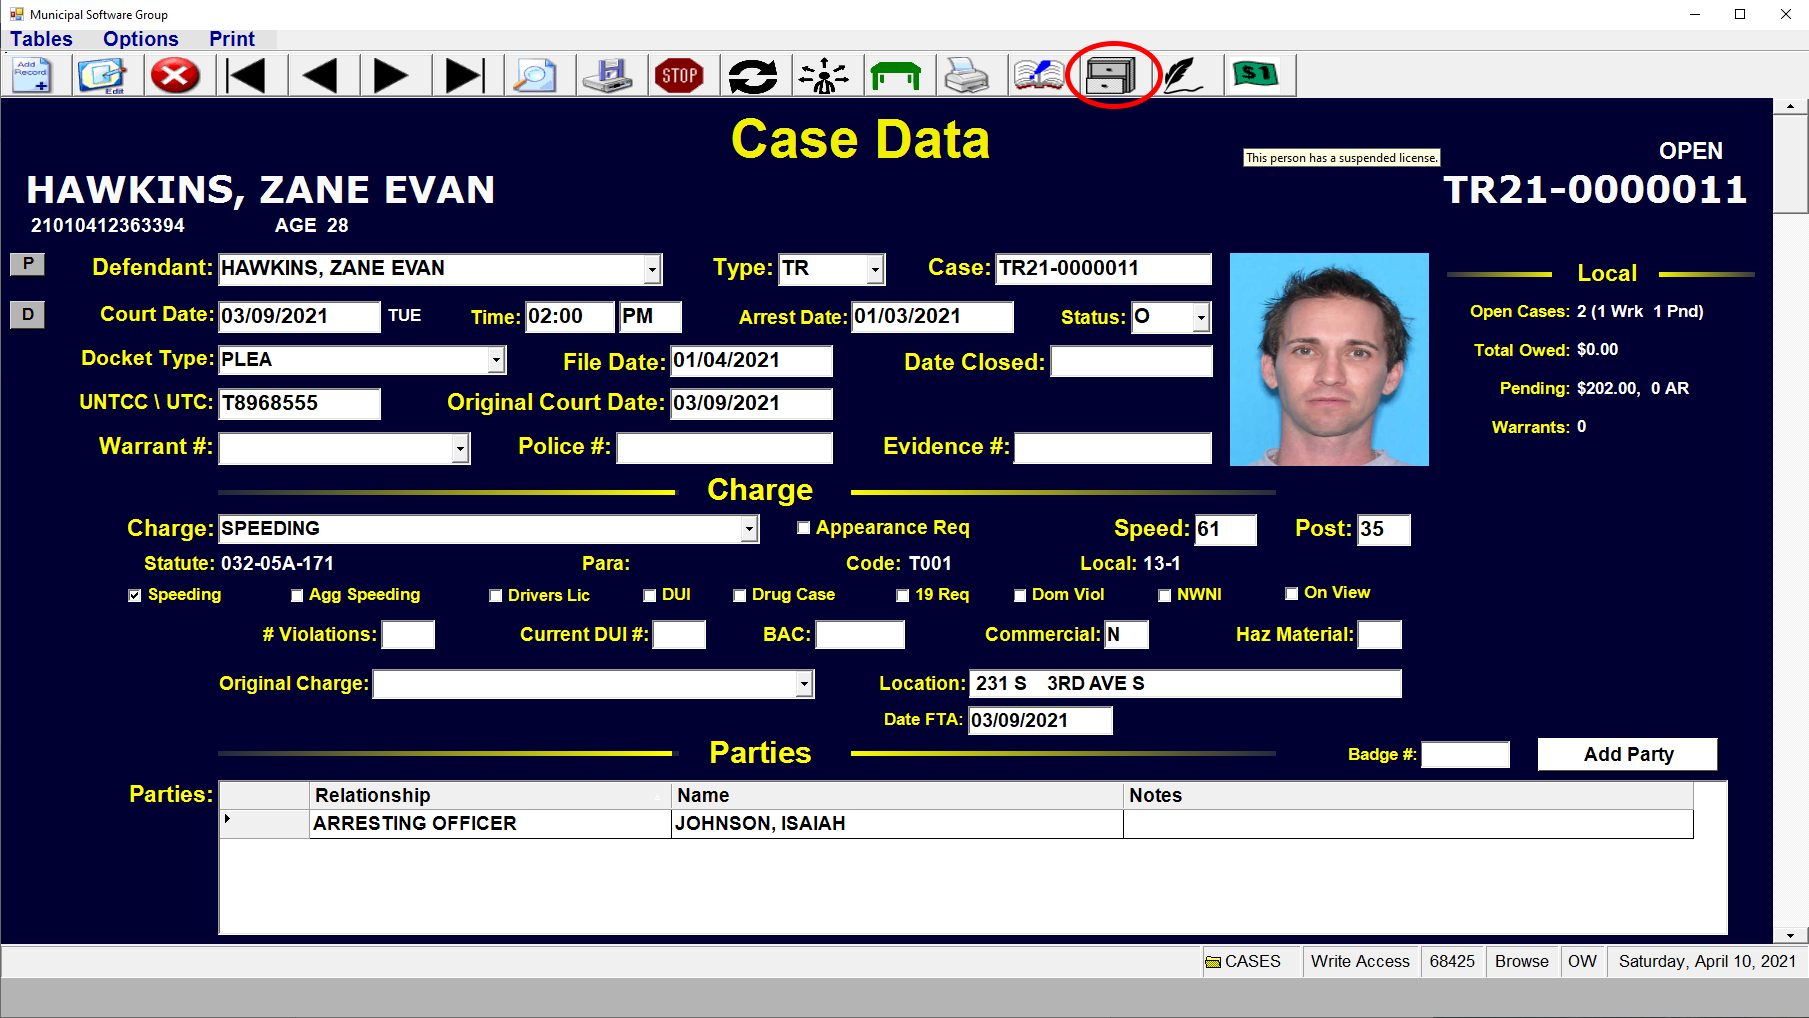 Municipal Software Group
Tables Options Print
Add Record
Edit
STOP
$1
Case Data
This person has a suspended license.
OPEN
HAWKINS, ZANE EVAN
TR21-0000011
21010412363394 AGE 28
P Defendant: HAWKINS, ZANE EVAN Type: TR Case: TR21-0000011
Local
D Court Date: 03/09/2021 TUE Time: 02:00 PM Arrest Date: 01/03/2021 Status: O
Open Cases: 2 (1 Wrk 1 Pnd)
Docket Type: PLEA File Date: 01/04/2021 Date Closed:
Total Owed: $0.00
UNTCC \ UTC: T8968555 Original Court Date: 03/09/2021
Pending: $202.00, 0 AR
Warrant #: Police #: Evidence #:
Warrants: 0
Charge
Charge: SPEEDING Appearance Req Speed: 61 Post: 35
Statute: 032-05A-171 Para: Code: T001 Local: 13-1
Speeding Agg Speeding Drivers Lic DUI Drug Case 19 Req Dom Viol NWNI On View
# Violations: Current DUI #: BAC: Commercial: N Haz Material:
Original Charge: Location: 231 S 3RD AVE S
Date FTA: 03/09/2021
Parties
Badge #: Add Party
Parties: Relationship Name Notes
ARRESTING OFFICER JOHNSON, ISAIAH
CASES Write Access 68425 Browse OW Saturday, April 10, 2021